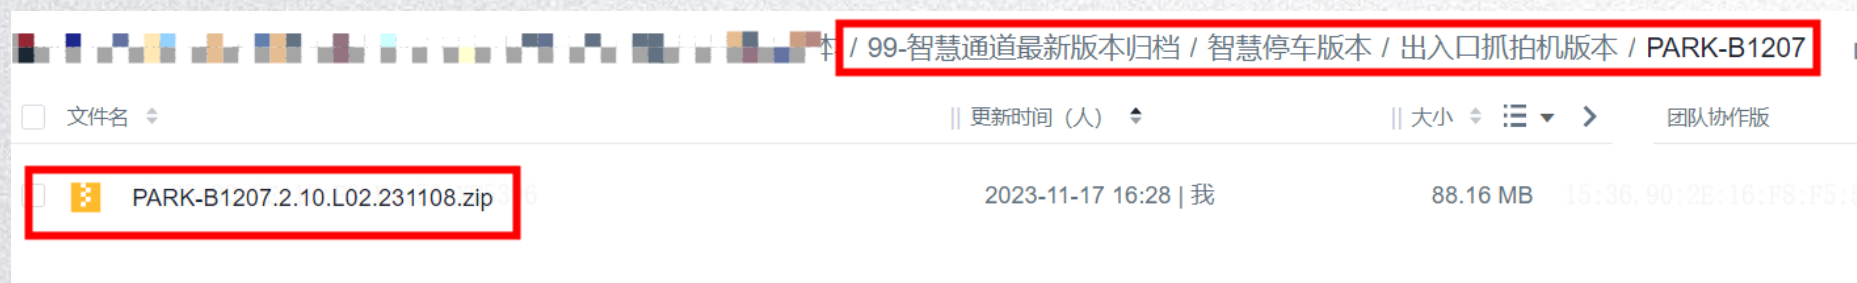 / 99-智慧通道最新版本归档 / 智慧停车版本 / 出入口抓拍机版本 / PARK-B1207
文件名 更新时间（人） 大小 团队协作版
PARK-B1207.2.10.L02.231108.zip 2023-11-17 16:28 | 我 88.16 MB 15:36,90:2E:16:F8:F5: